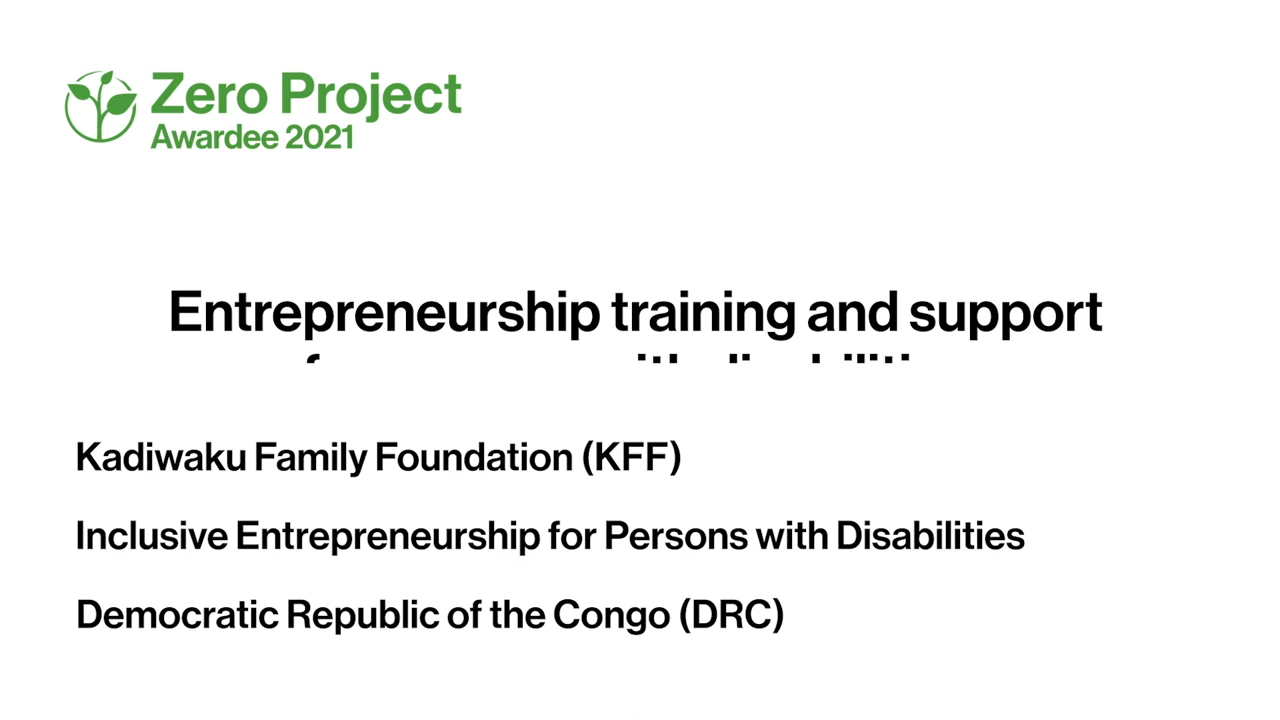 Zero Project
Awardee 2021
Entrepreneurship training and support
Kadiwaku Family Foundation (KFF)
Inclusive Entrepreneurship for Persons with Disabilities
Democratic Republic of the Congo (DRC)